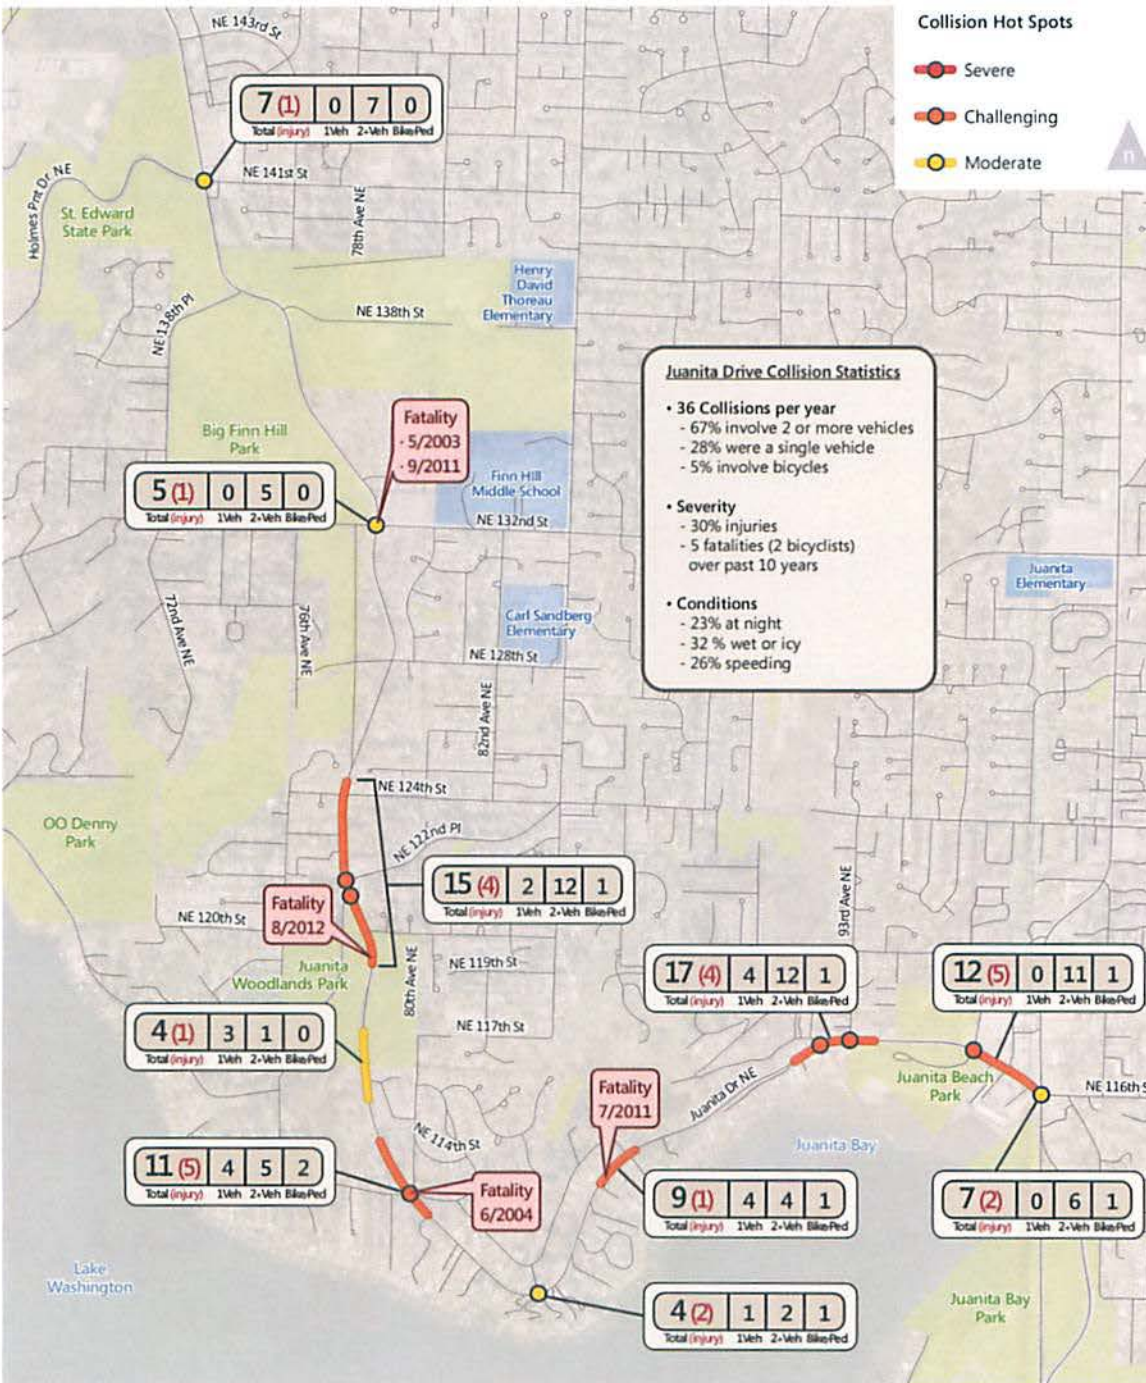 Collision Hot Spots
Severe
Challenging
Moderate
n
NE 143rd St
7 (1) 0 7 0
Total (injury) 1Veh 2+Veh Bike-Ped
NE 141st St
Holmes Pnt Dr NE
St. Edward
State Park
78th Ave NE
Henry
David
Thoreau
Elementary
NE 138th Pl
NE 138th St
Juanita Drive Collision Statistics
• 36 Collisions per year
- 67% involve 2 or more vehicles
- 28% were a single vehicle
- 5% involve bicycles
• Severity
- 30% injuries
- 5 fatalities (2 bicyclists)
over past 10 years
• Conditions
- 23% at night
- 32 % wet or icy
- 26% speeding
Fatality
· 5/2003
· 9/2011
Big Finn Hill
Park
5 (1) 0 5 0
Total (injury) 1Veh 2+Veh Bike-Ped
Finn Hill
Middle School
NE 132nd St
Juanita
Elementary
72nd Ave NE
76th Ave NE
Carl Sandberg
Elementary
NE 128th St
82nd Ave NE
NE 124th St
OO Denny
Park
NE 122nd Pl
15 (4) 2 12 1
Total (injury) 1Veh 2+Veh Bike-Ped
93rd Ave NE
Fatality
8/2012
NE 120th St
Juanita
Woodlands Park
80th Ave NE
NE 119th St
17 (4) 4 12 1
Total (injury) 1Veh 2+Veh Bike-Ped
12 (5) 0 11 1
Total (injury) 1Veh 2+Veh Bike-Ped
4 (1) 3 1 0
Total (injury) 1Veh 2+Veh Bike-Ped
NE 117th St
Fatality
7/2011
Juanita Dr NE
Juanita Beach
Park
NE 116th S
NE 114th St
Juanita Bay
11 (5) 4 5 2
Total (injury) 1Veh 2+Veh Bike-Ped
Fatality
6/2004
9 (1) 4 4 1
Total (injury) 1Veh 2+Veh Bike-Ped
7 (2) 0 6 1
Total (injury) 1Veh 2+Veh Bike-Ped
Lake
Washington
4 (2) 1 2 1
Total (injury) 1Veh 2+Veh Bike-Ped
Juanita Bay
Park